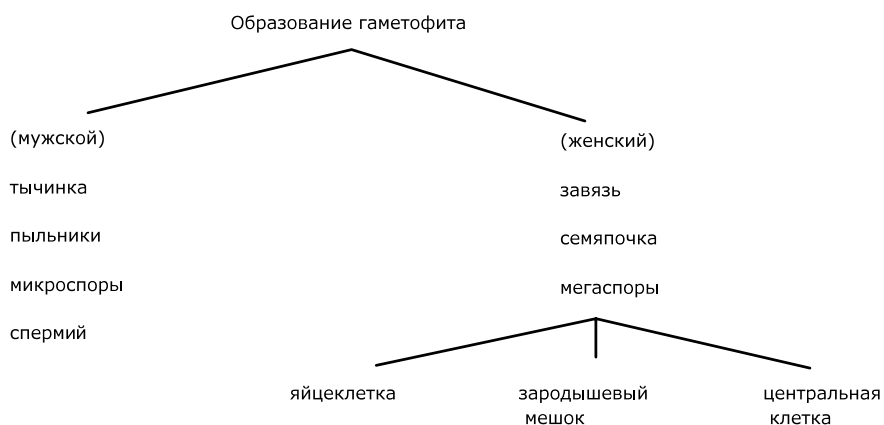 Образование гаметофита
(мужской)
(женский)
тычинка
завязь
пыльники
семяпочка
микроспоры
мегаспоры
спермий
яйцеклетка
зародышевый
мешок
центральная
клетка